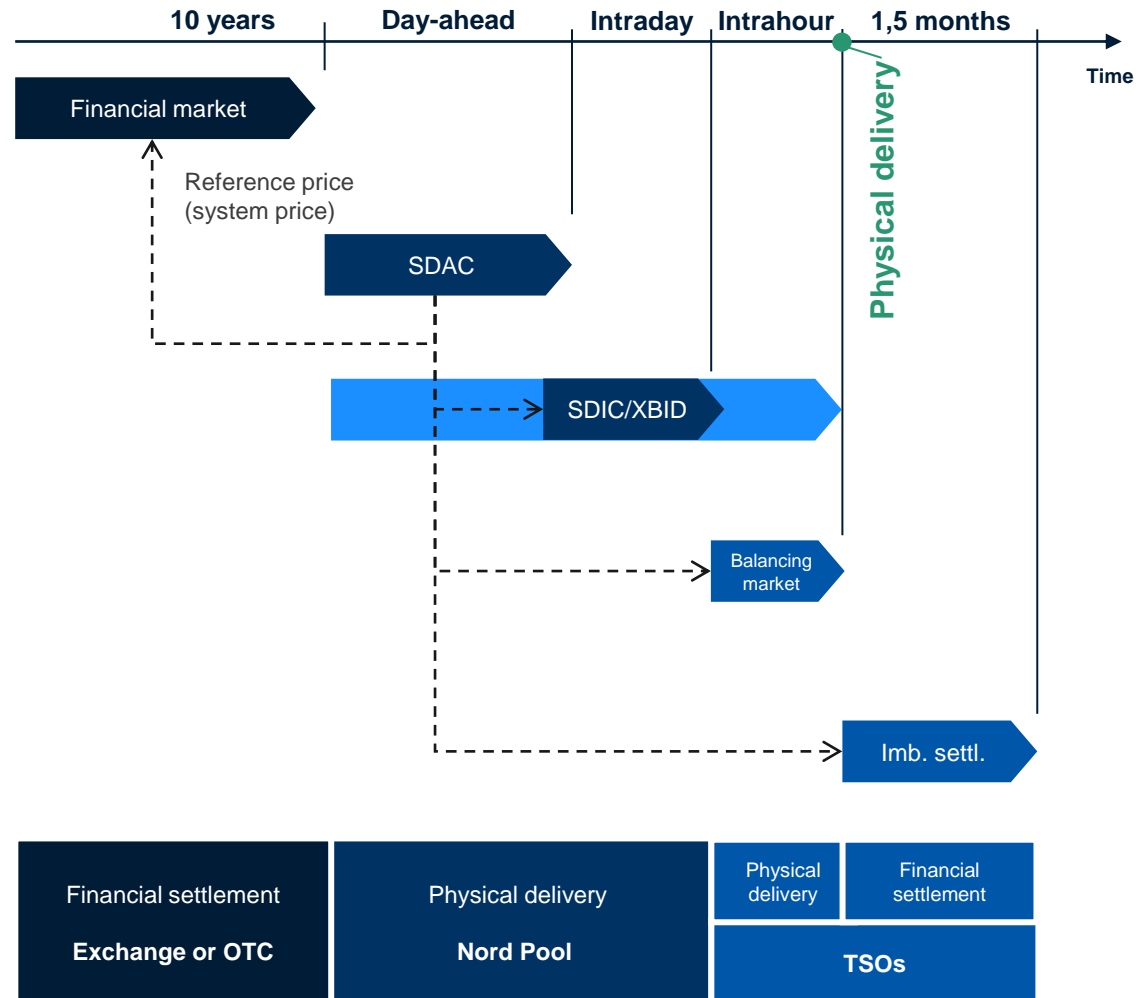 10 years
Day-ahead
Intraday
Intrahour
1,5 months
Time
Physical delivery
Financial market
Reference price
(system price)
SDAC
SDIC/XBID
Balancing
market
Imb. settl.
Financial settlement
Exchange or OTC
Physical delivery
Nord Pool
Physical
delivery
Financial
settlement
TSOs